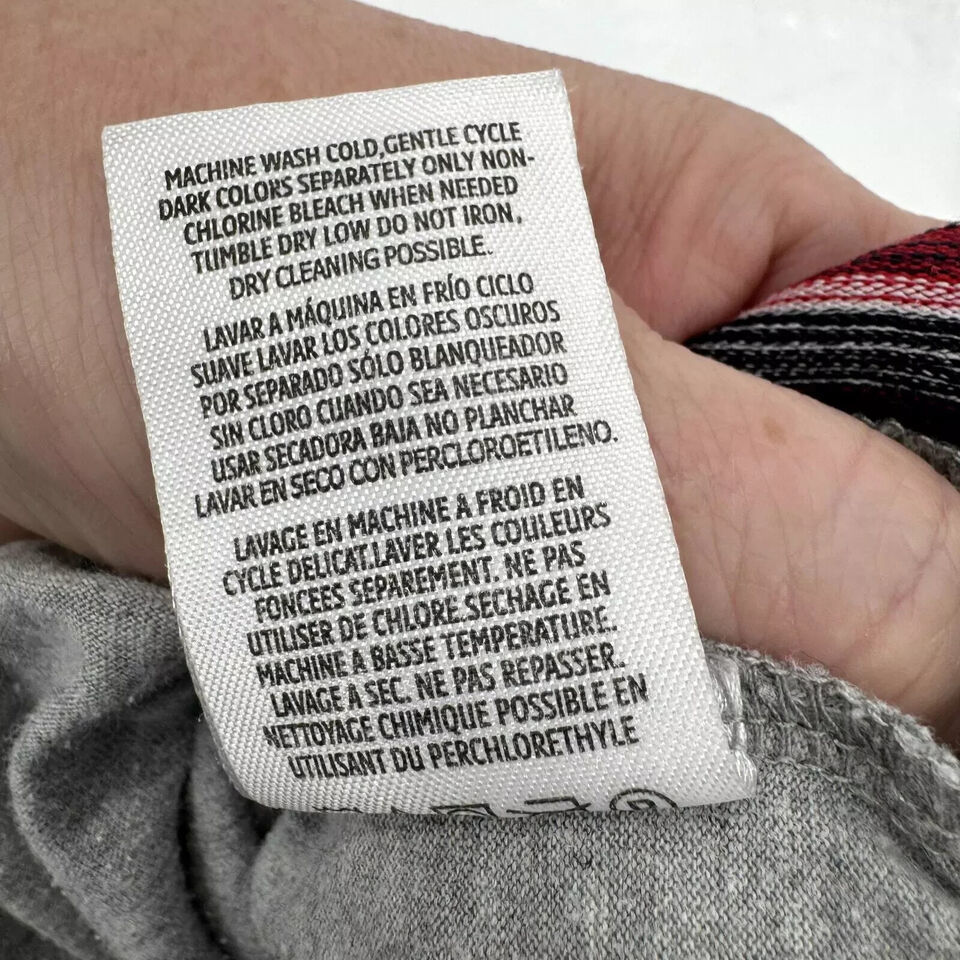 MACHINE WASH COLD,GENTLE CYCLE
DARK COLORS SEPARATELY ONLY NON-
CHLORINE BLEACH WHEN NEEDED
TUMBLE DRY LOW DO NOT IRON.
DRY CLEANING POSSIBLE.
LAVAR A MÁQUINA EN FRÍO CICLO
SUAVE LAVAR LOS COLORES OSCUROS
POR SEPARADO SÓLO BLANQUEADOR
SIN CLORO CUANDO SEA NECESARIO
USAR SECADORA BAJA NO PLANCHAR
LAVAR EN SECO CON PERCLOROETILENO.
LAVAGE EN MACHINE A FROID EN
CYCLE DELICAT.LAVER LES COULEURS
FONCEES SEPAREMENT. NE PAS
UTILISER DE CHLORE.SECHAGE EN
MACHINE A BASSE TEMPERATURE.
LAVAGE A SEC. NE PAS REPASSER.
NETTOYAGE CHIMIQUE POSSIBLE EN
UTILISANT DU PERCHLORETHYLE